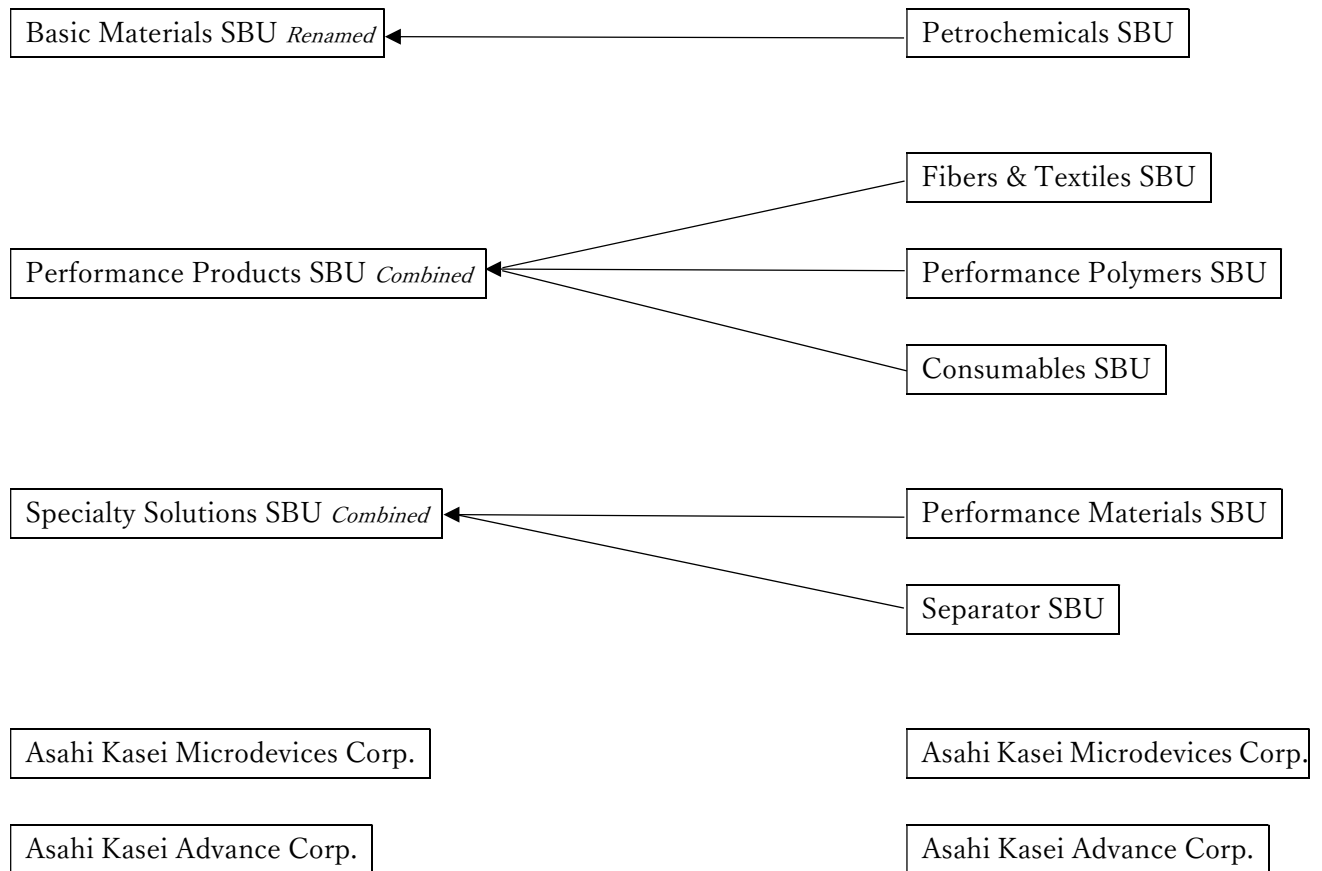 Basic Materials SBU Renamed
Petrochemicals SBU
Fibers & Textiles SBU
Performance Products SBU Combined
Performance Polymers SBU
Consumables SBU
Specialty Solutions SBU Combined
Performance Materials SBU
Separator SBU
Asahi Kasei Microdevices Corp.
Asahi Kasei Microdevices Corp.
Asahi Kasei Advance Corp.
Asahi Kasei Advance Corp.